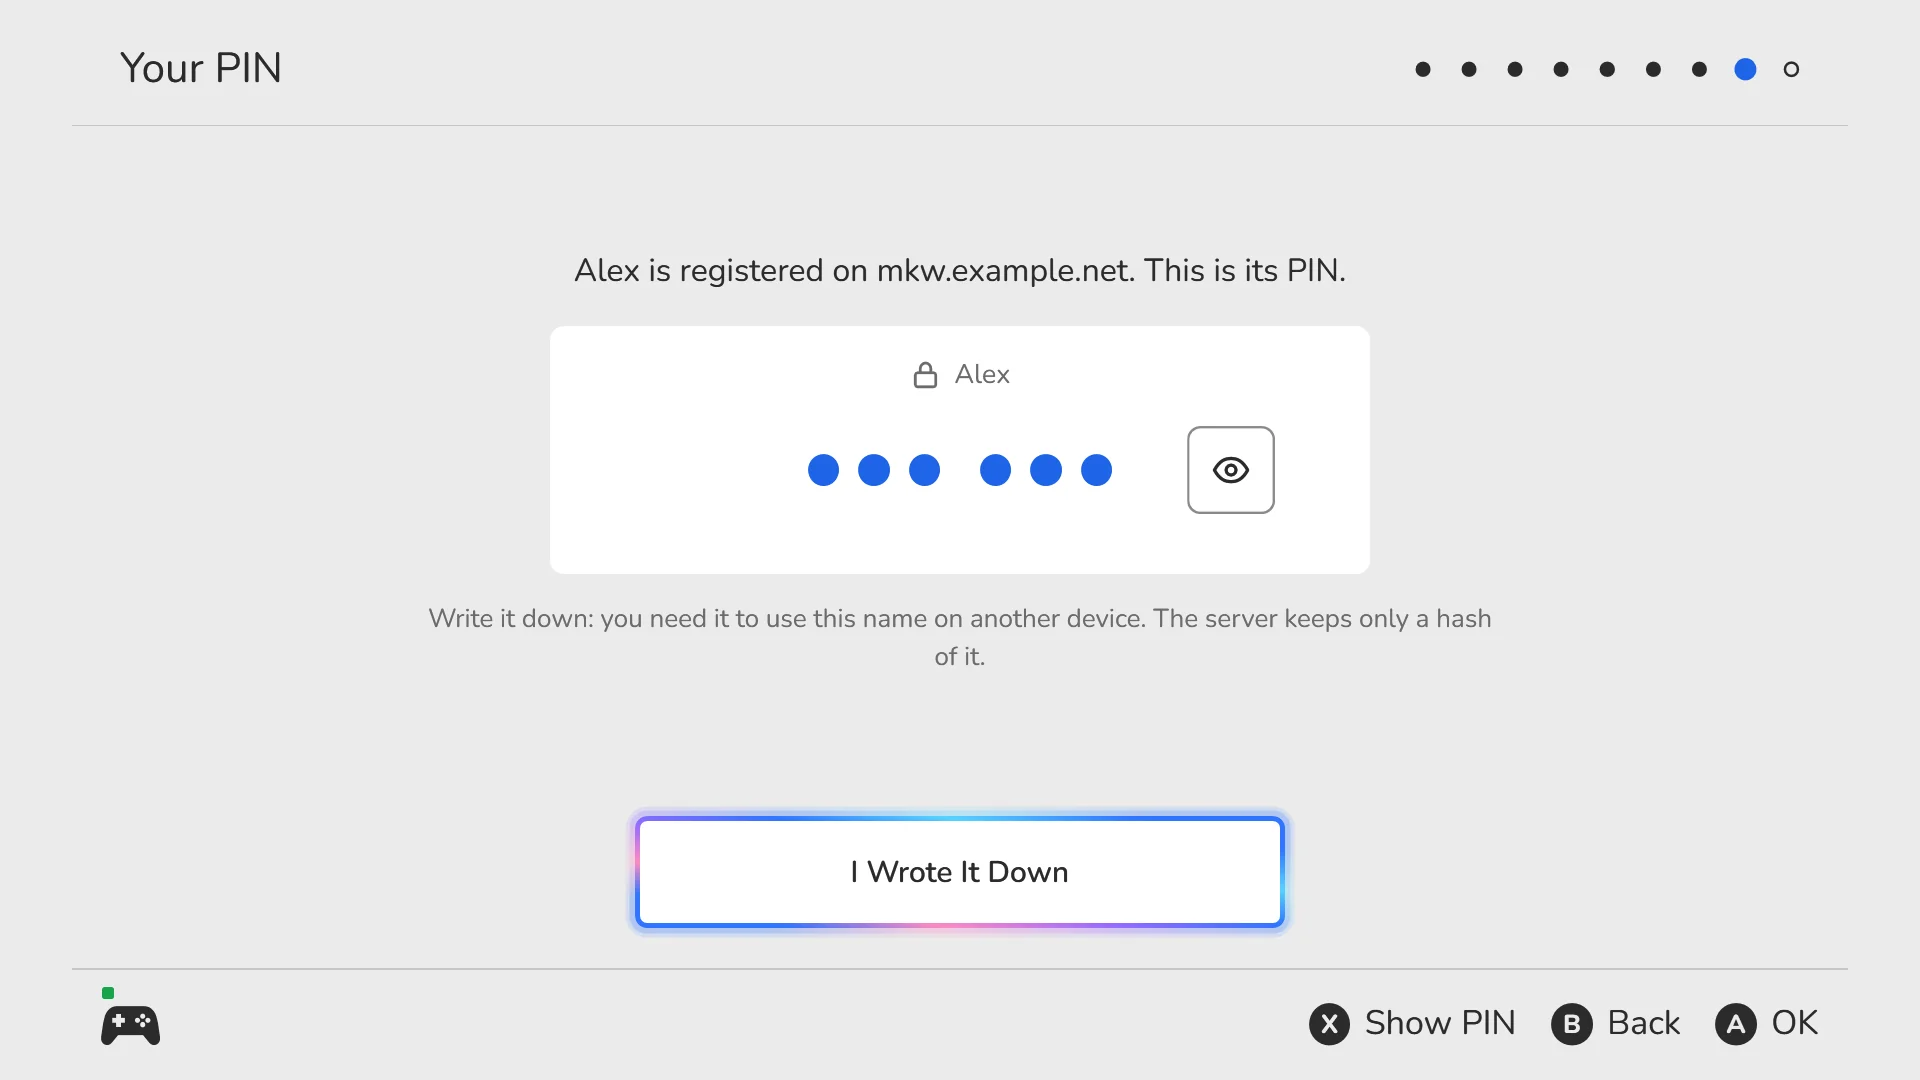 Your PIN
Alex is registered on mkw.example.net. This is its PIN.
Alex
Write it down: you need it to use this name on another device. The server keeps only a hash
of it.
I Wrote It Down
X Show PIN B Back A OK